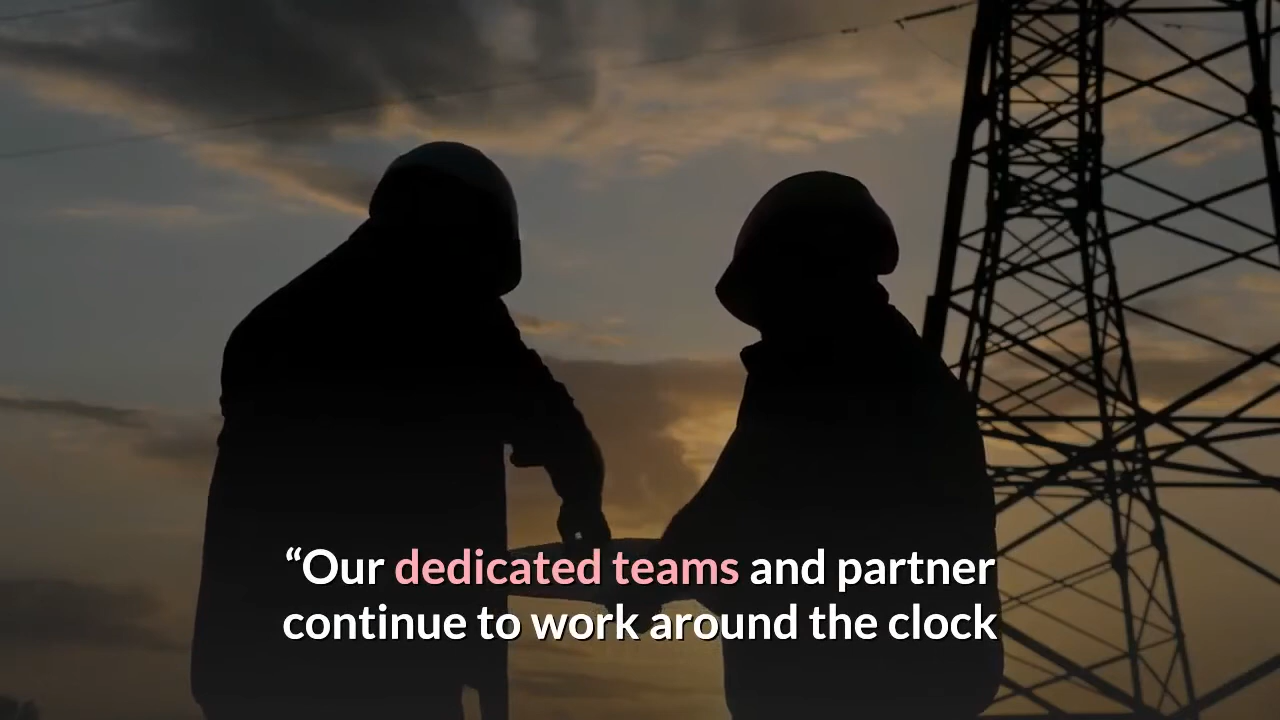 “Our dedicated teams and partner
continue to work around the clock